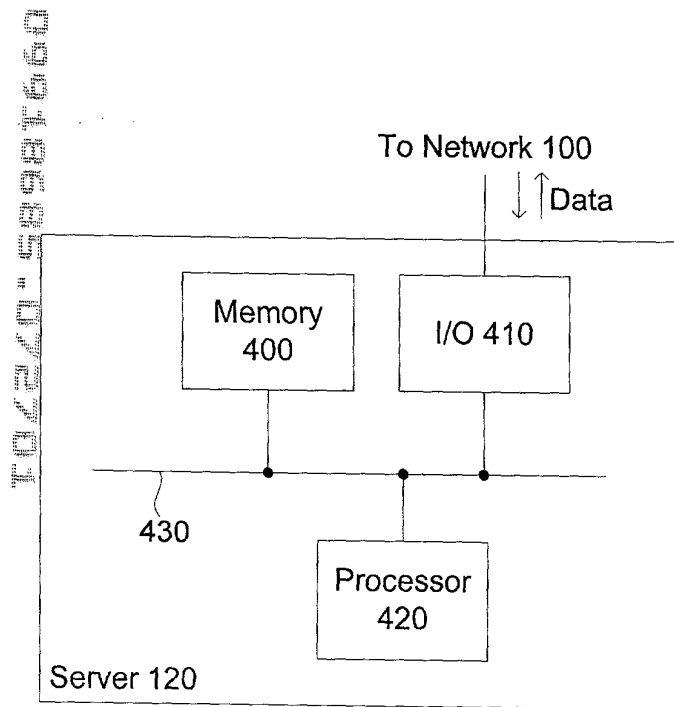 To Network 100
Data
Memory
400
I/O 410
430
Processor
420
Server 120